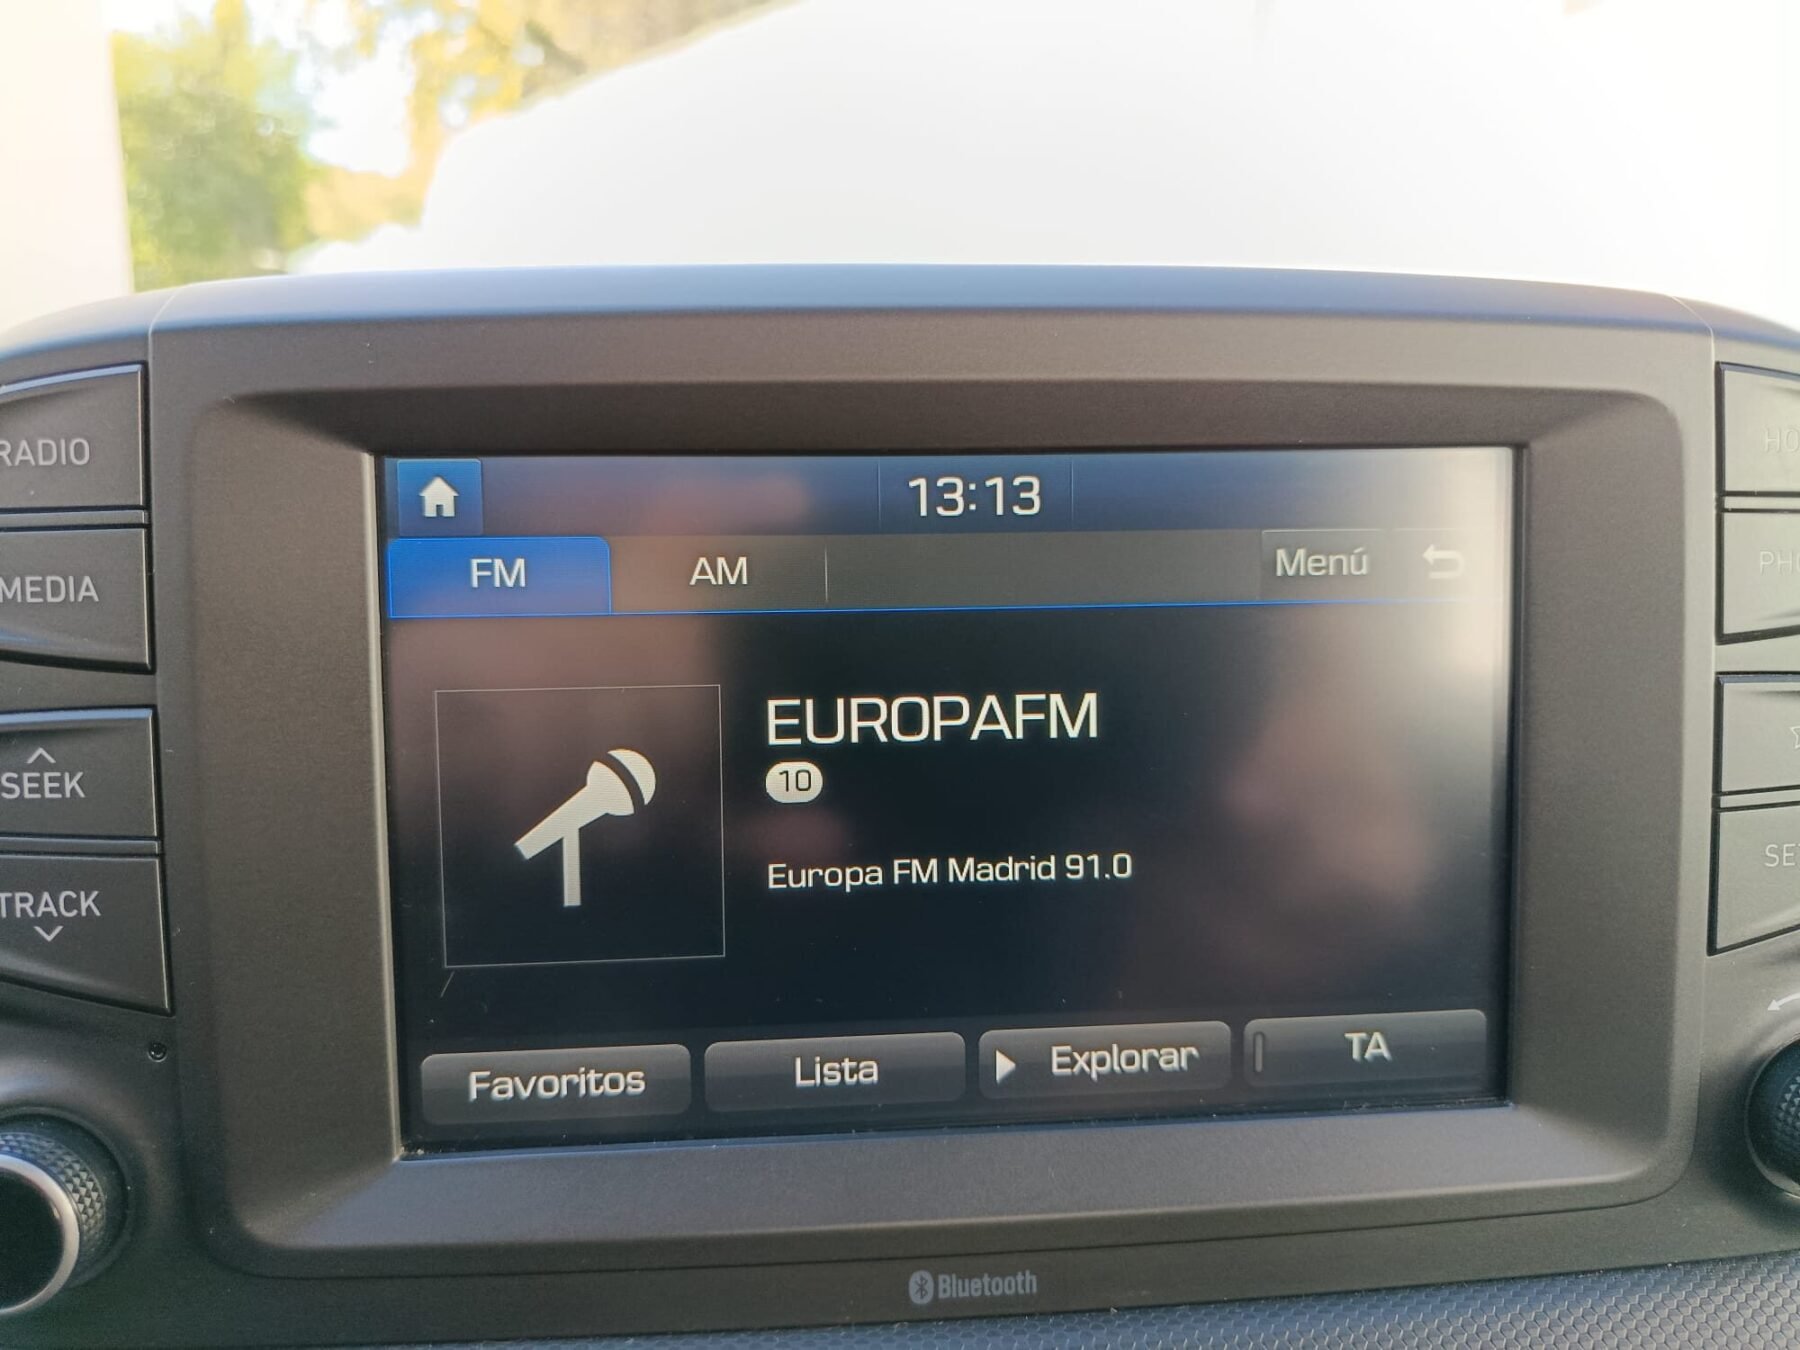 13:13
FM AM Menú
EUROPAFM
10
Europa FM Madrid 91.0
Favoritos Lista Explorar TA
RADIO
MEDIA
SEEK
TRACK
Bluetooth